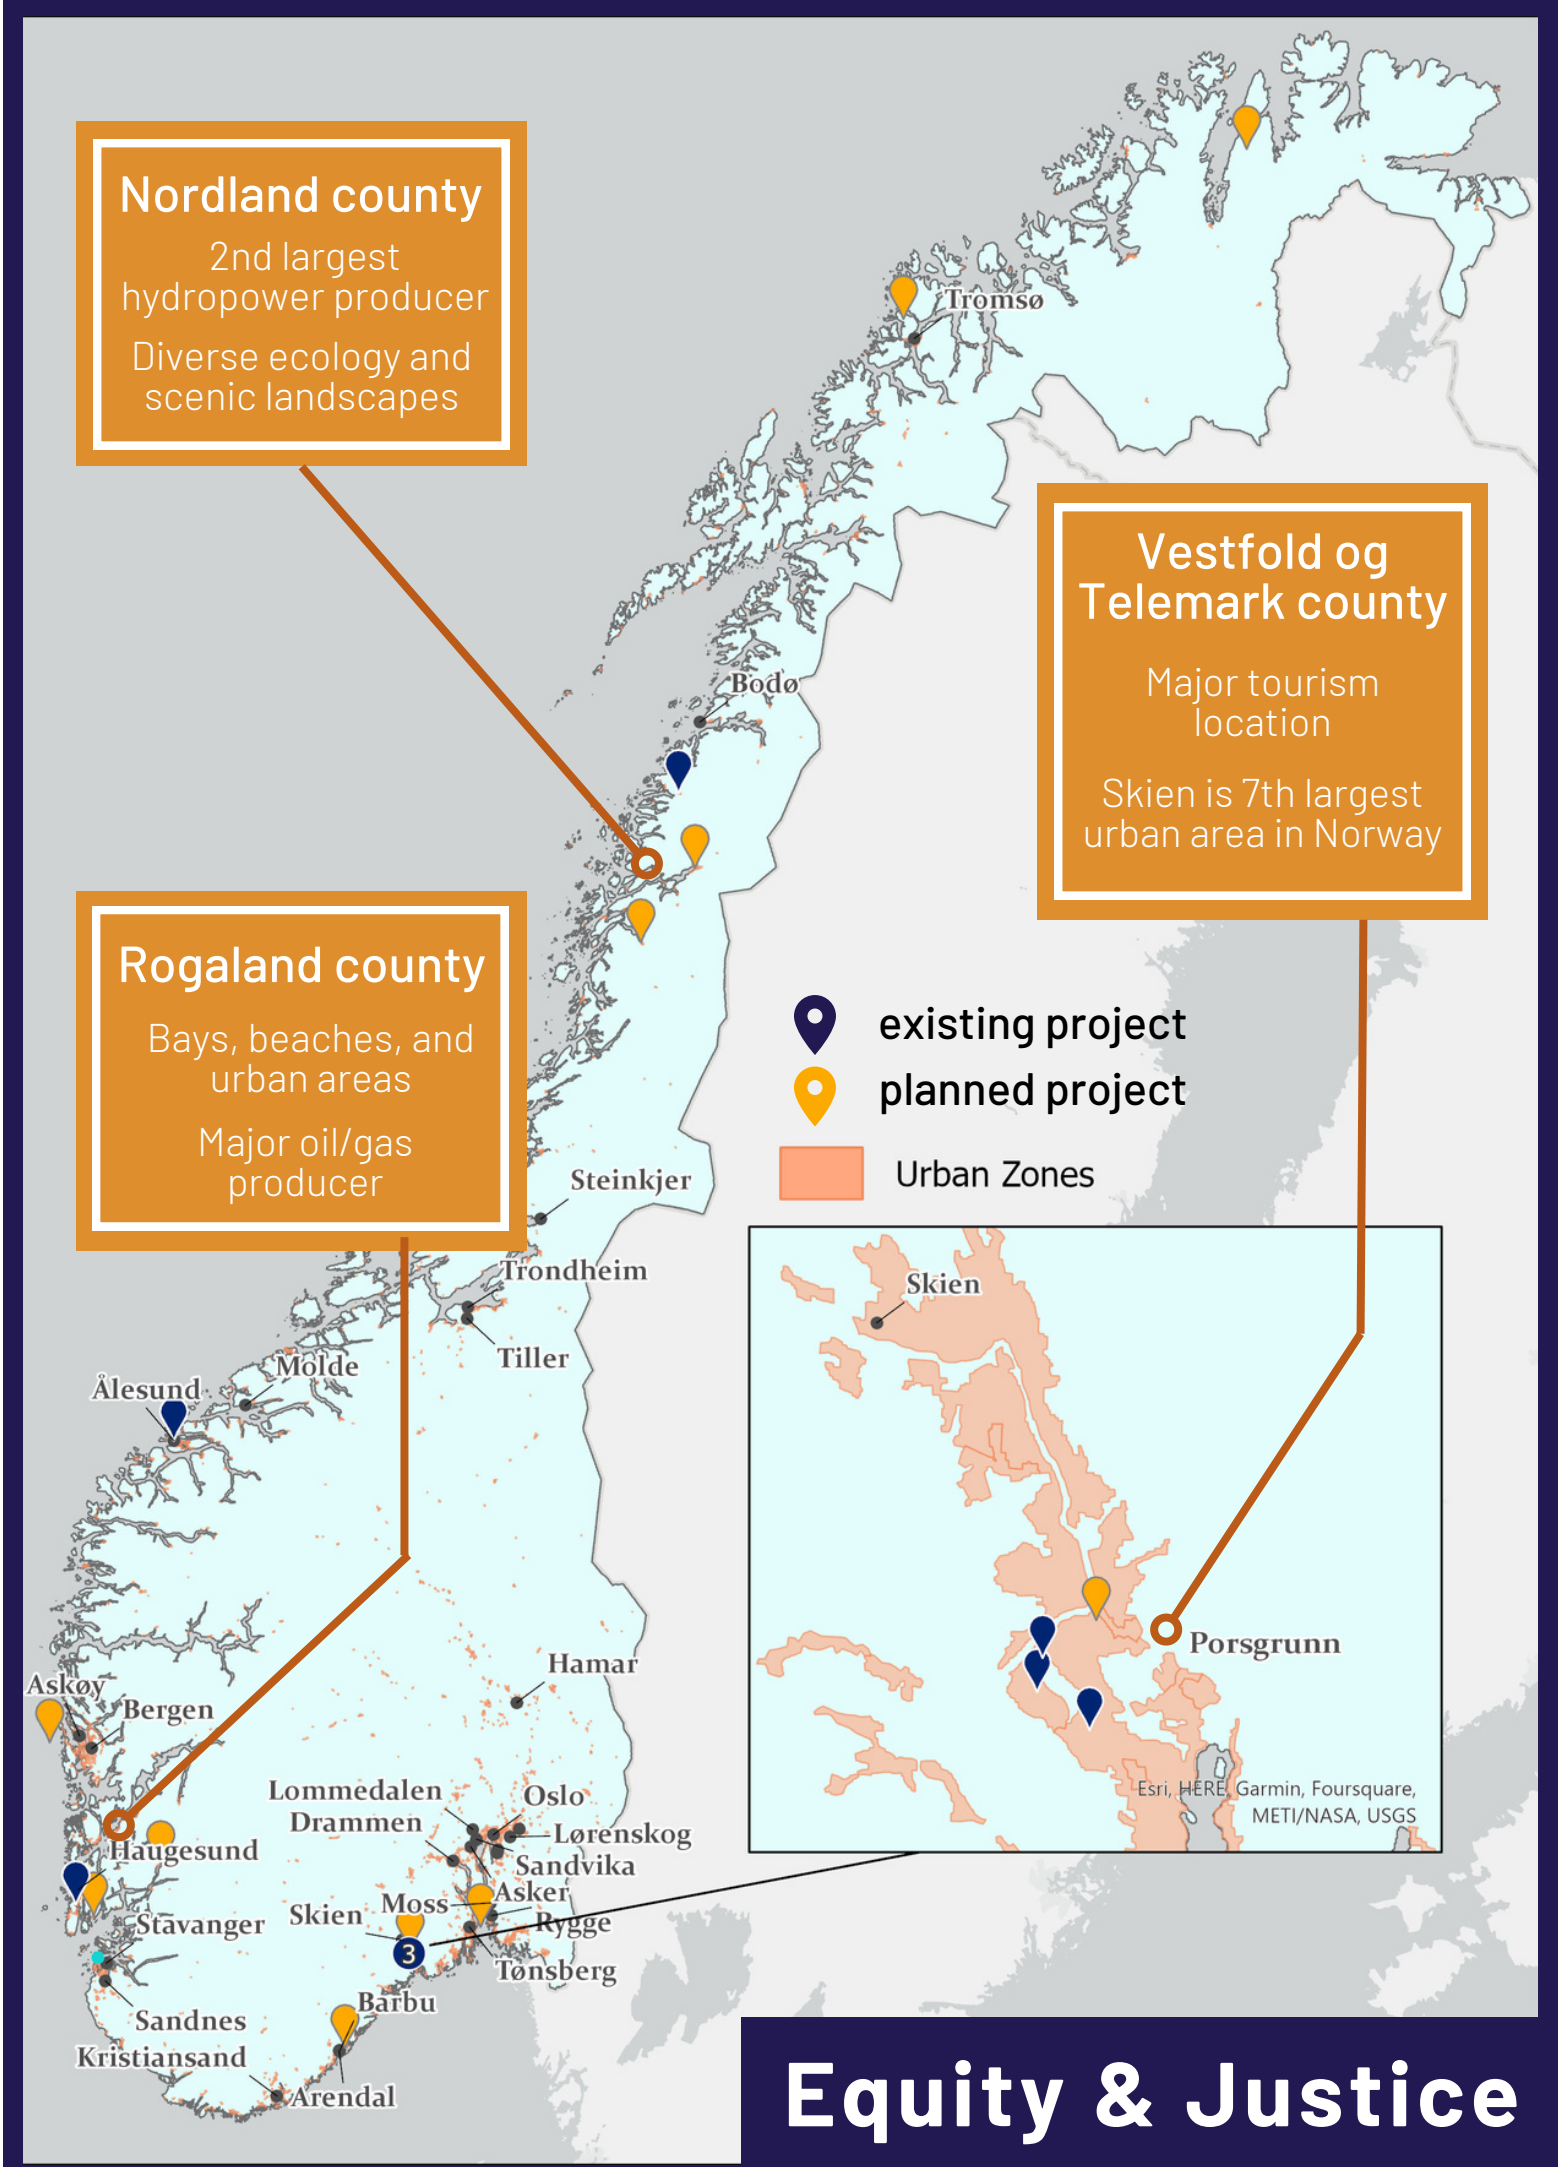 Nordland county
2nd largest
hydropower producer
Diverse ecology and
scenic landscapes
Tromsø
Vestfold og
Telemark county
Major tourism
location
Skien is 7th largest
urban area in Norway
Bodø
Rogaland county
Bays, beaches, and
urban areas
Major oil/gas
producer
existing project
planned project
Urban Zones
Steinkjer
Trondheim
Tiller
Molde
Ålesund
Skien
Porsgrunn
Esri, HERE, Garmin, Foursquare,
METI/NASA, USGS
Hamar
Askøy
Bergen
Lommedalen
Oslo
Drammen
Lørenskog
Haugesund
Sandvika
Asker
Moss
Skien
Stavanger
Rygge
3
Tønsberg
Barbu
Sandnes
Kristiansand
Arendal
Equity & Justice